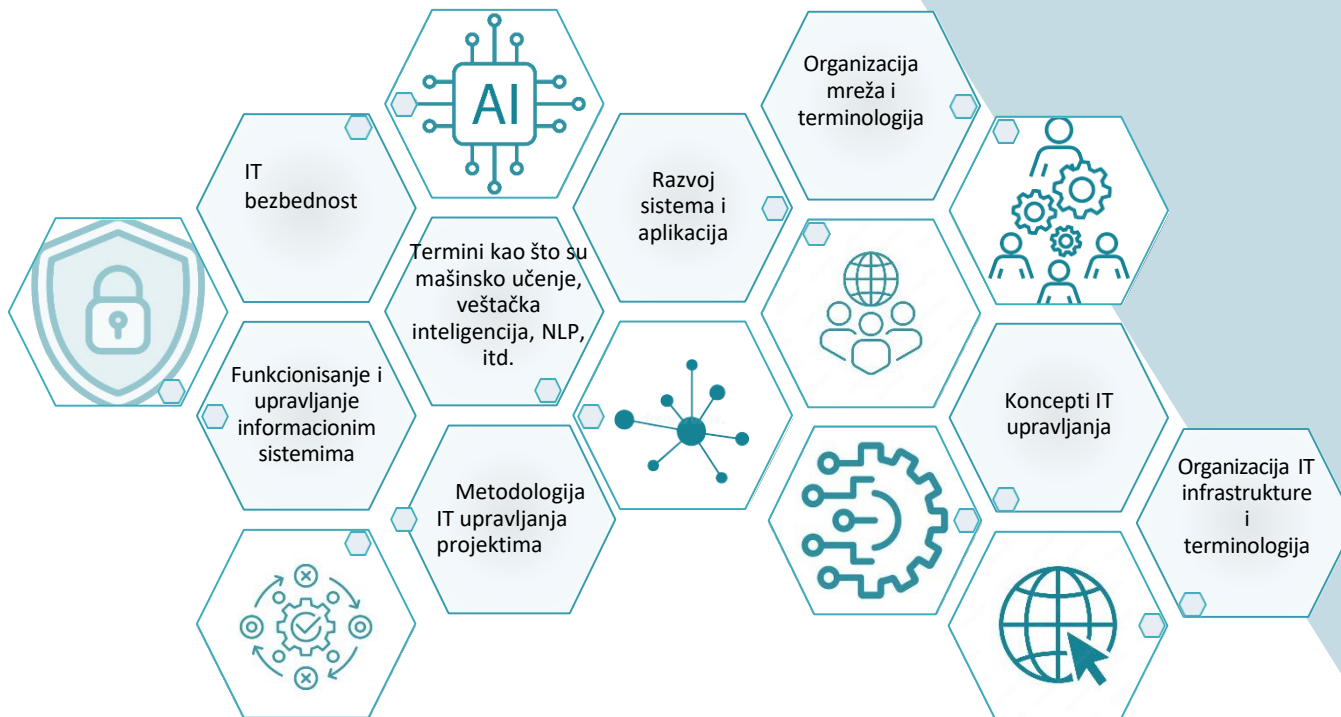 AI
Organizacija
mreža i
terminologija
IT
bezbednost
Razvoj
sistema i
aplikacija
Termini kao što su
mašinsko učenje,
veštačka
inteligencija, NLP,
itd.
Funkcionisanje i
upravljanje
informacionim
sistemima
Koncepti IT
upravljanja
Metodologija
IT upravljanja
projektima
Organizacija IT
infrastrukture
i
terminologija